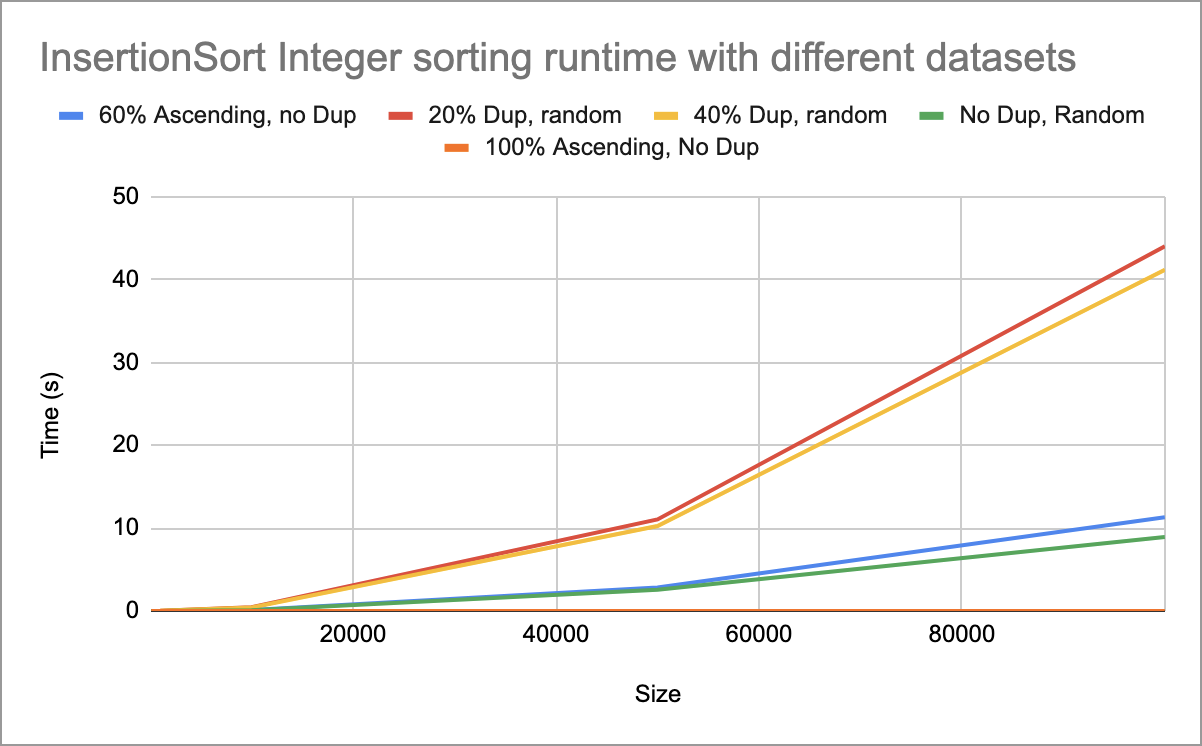 InsertionSort Integer sorting runtime with different datasets
60% Ascending, no Dup 20% Dup, random 40% Dup, random No Dup, Random
100% Ascending, No Dup
50
40
30
20
10
0
Time (s)
20000 40000 60000 80000
Size